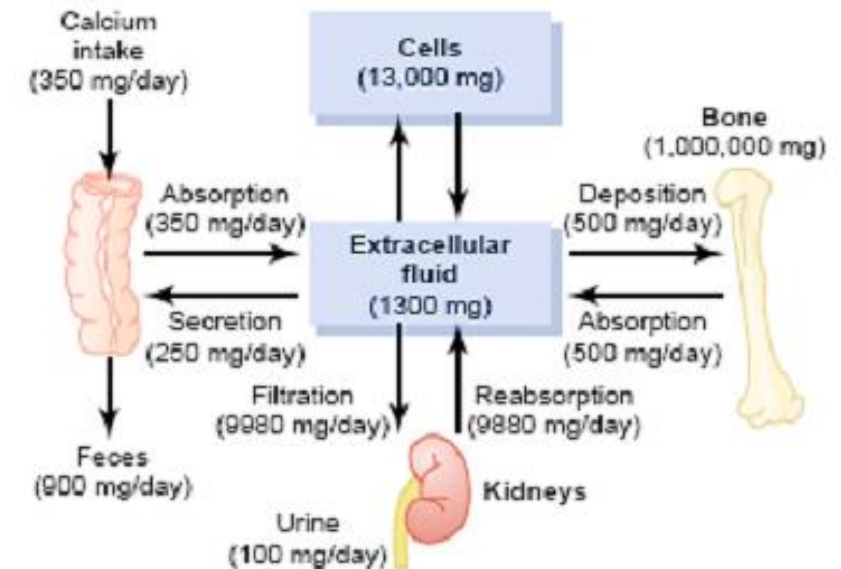 Calcium
intake
(350 mg/day)
Cells
(13,000 mg)
Bone
(1,000,000 mg)
Absorption
(350 mg/day)
Deposition
(500 mg/day)
Extracellular
fluid
(1300 mg)
Secretion
(250 mg/day)
Absorption
(500 mg/day)
Filtration
(9980 mg/day)
Reabsorption
(9880 mg/day)
Feces
(900 mg/day)
Kidneys
Urine
(100 mg/day)